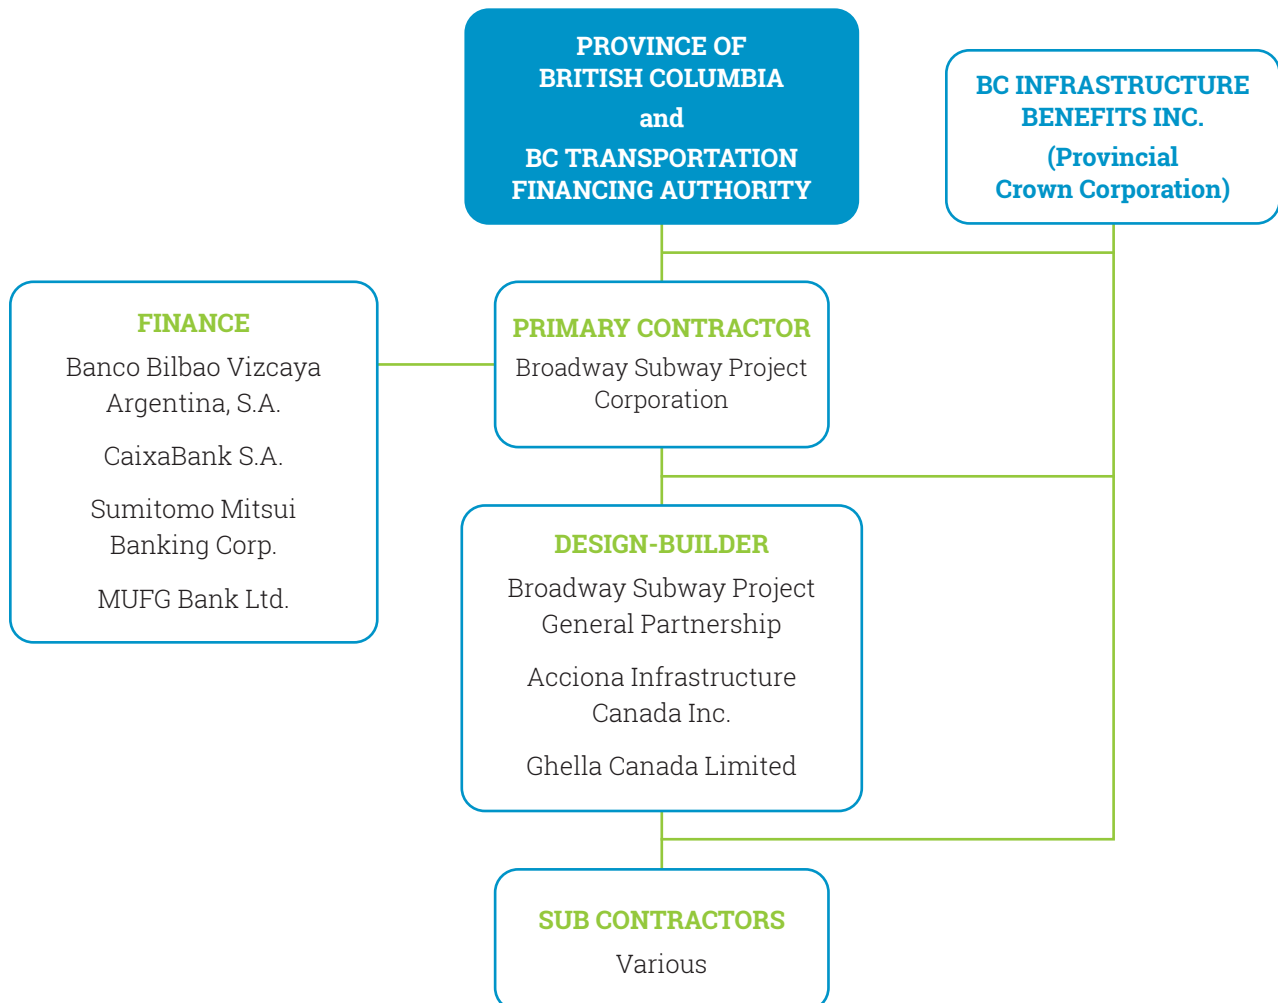 PROVINCE OF
BRITISH COLUMBIA
and
BC TRANSPORTATION
FINANCING AUTHORITY
BC INFRASTRUCTURE
BENEFITS INC.
(Provincial
Crown Corporation)
FINANCE
Banco Bilbao Vizcaya
Argentina, S.A.
CaixaBank S.A.
Sumitomo Mitsui
Banking Corp.
MUFG Bank Ltd.
PRIMARY CONTRACTOR
Broadway Subway Project
Corporation
DESIGN-BUILDER
Broadway Subway Project
General Partnership
Acciona Infrastructure
Canada Inc.
Ghella Canada Limited
SUB CONTRACTORS
Various